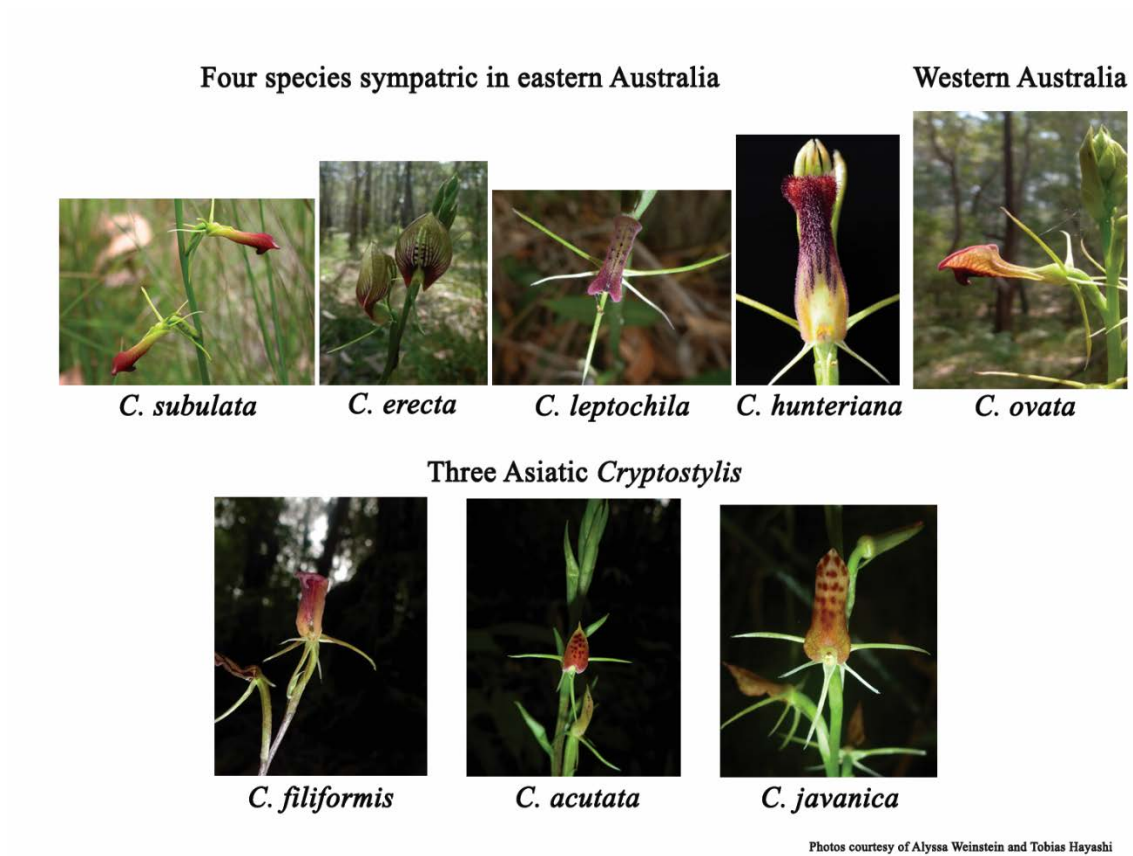 Four species sympatric in eastern Australia
Western Australia
C. subulata
C. erecta
C. leptochila
C. hunteriana
C. ovata
Three Asiatic Cryptostylis
C. filiformis
C. acutata
C. javanica
Photos courtesy of Alyssa Weinstein and Tobias Hayashi